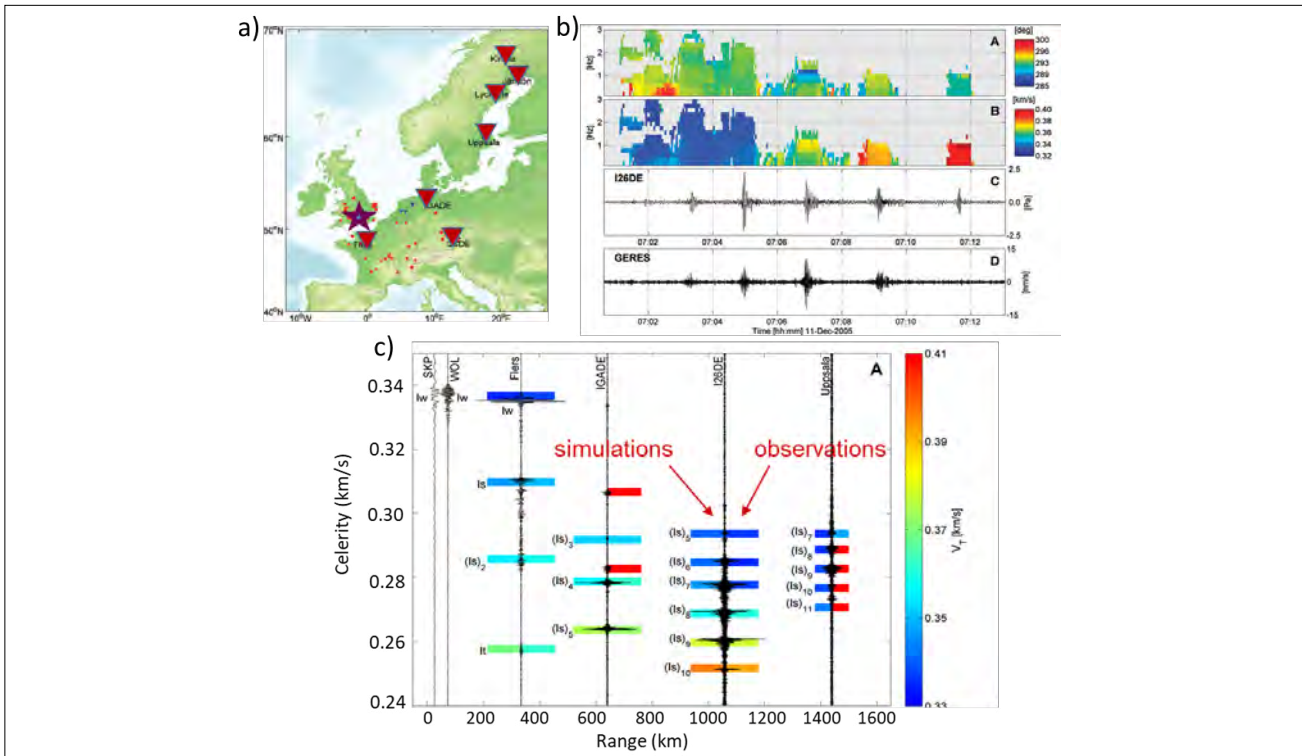 a)
70°N
60°N
50°N
40°N
10°W
0°
10°E
20°E
Uppsala
IGADE
b)
[deg]
300
296
293
289
285
A
[Hz]
3
2
1
[km/s]
0.40
0.38
0.36
0.34
0.32
B
[Hz]
2
1
I26DE
C
2.5
0.0
-2.5
[Pa]
07:02
07:04
07:06
07:08
07:10
07:12
GERES
D
15
0
-15
[nm/s]
07:02
07:04
07:06
07:08
07:10
07:12
Time [hh:mm] 11-Dec-2005
c)
SKP
WOL
Flers
IGADE
I26DE
Uppsala
A
Celerity (km/s)
0.34
0.32
0.30
0.28
0.26
0.24
Iw
Iw
Iw
Is
(Is)2
It
(Is)3
(Is)4
(Is)5
simulations
observations
(Is)5
(Is)6
(Is)7
(Is)8
(Is)9
(Is)10
(Is)7
(Is)8
(Is)9
(Is)10
(Is)11
0.41
0.39
0.37
0.35
0.33
VT [km/s]
0
200
400
600
800
1000
1200
1400
1600
Range (km)